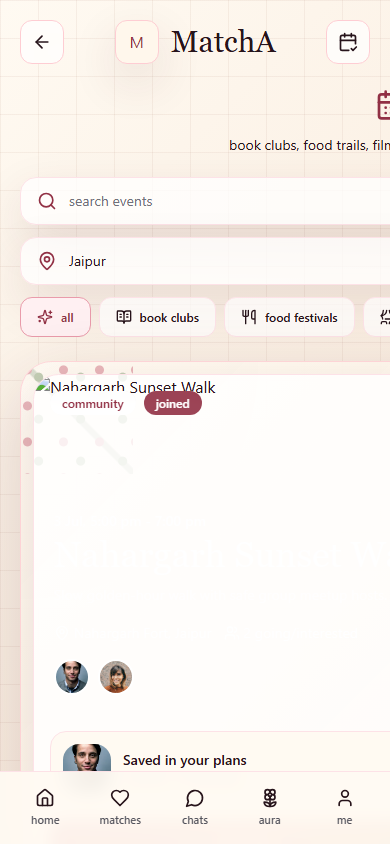 M MatchA
book clubs, food trails, film
search events
Jaipur
all book clubs food festivals
Nahargarh Sunset Walk
community joined
Nahargarh Sunset W
Saved in your plans
home matches chats aura me